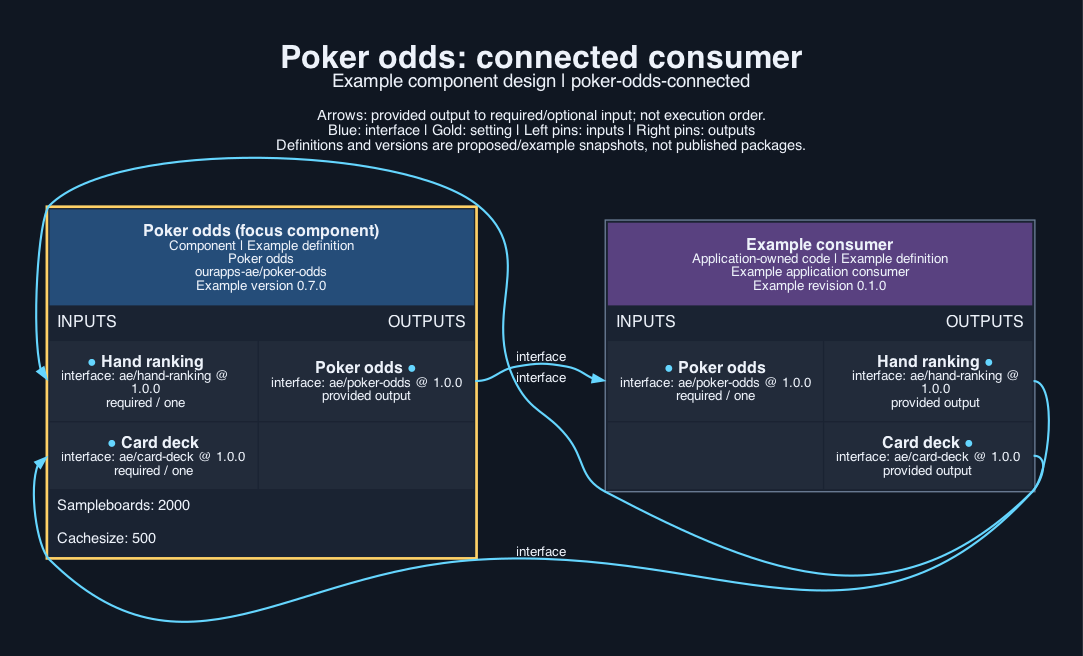 Poker odds: connected consumer
Example component design | poker-odds-connected
Arrows: provided output to required/optional input; not execution order.
Blue: interface | Gold: setting | Left pins: inputs | Right pins: outputs
Definitions and versions are proposed/example snapshots, not published packages.
Poker odds (focus component)
Component | Example definition
Poker odds
ourapps-ae/poker-odds
Example version 0.7.0
INPUTS
OUTPUTS
Hand ranking
interface: ae/hand-ranking @
1.0.0
required / one
Poker odds
interface: ae/poker-odds @ 1.0.0
provided output
Card deck
interface: ae/card-deck @ 1.0.0
required / one
Sampleboards: 2000
Cachesize: 500
interface
interface
interface
Example consumer
Application-owned code | Example definition
Example application consumer
Example revision 0.1.0
INPUTS
OUTPUTS
Poker odds
interface: ae/poker-odds @ 1.0.0
required / one
Hand ranking
interface: ae/hand-ranking @
1.0.0
provided output
Card deck
interface: ae/card-deck @ 1.0.0
provided output